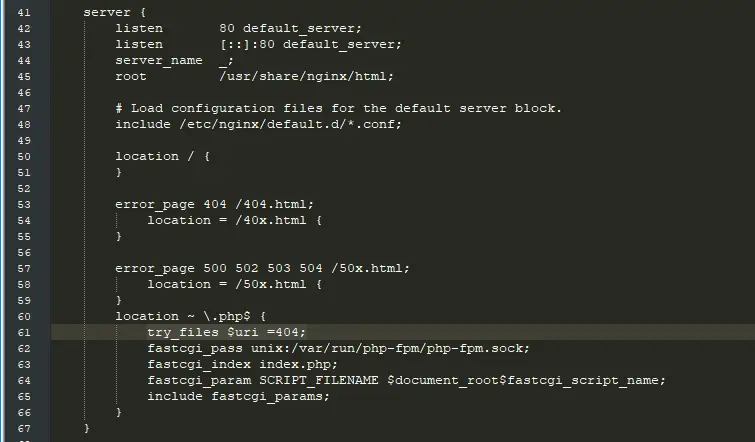 41 server {
42 listen 80 default_server;
43 listen [::]:80 default_server;
44 server_name _;
45 root /usr/share/nginx/html;
46
47 # Load configuration files for the default server block.
48 include /etc/nginx/default.d/*.conf;
49
50 location / {
51 }
52
53 error_page 404 /404.html;
54 location = /40x.html {
55 }
56
57 error_page 500 502 503 504 /50x.html;
58 location = /50x.html {
59 }
60 location ~ \.php$ {
61 try_files $uri =404;
62 fastcgi_pass unix:/var/run/php-fpm/php-fpm.sock;
63 fastcgi_index index.php;
64 fastcgi_param SCRIPT_FILENAME $document_root$fastcgi_script_name;
65 include fastcgi_params;
66 }
67 }